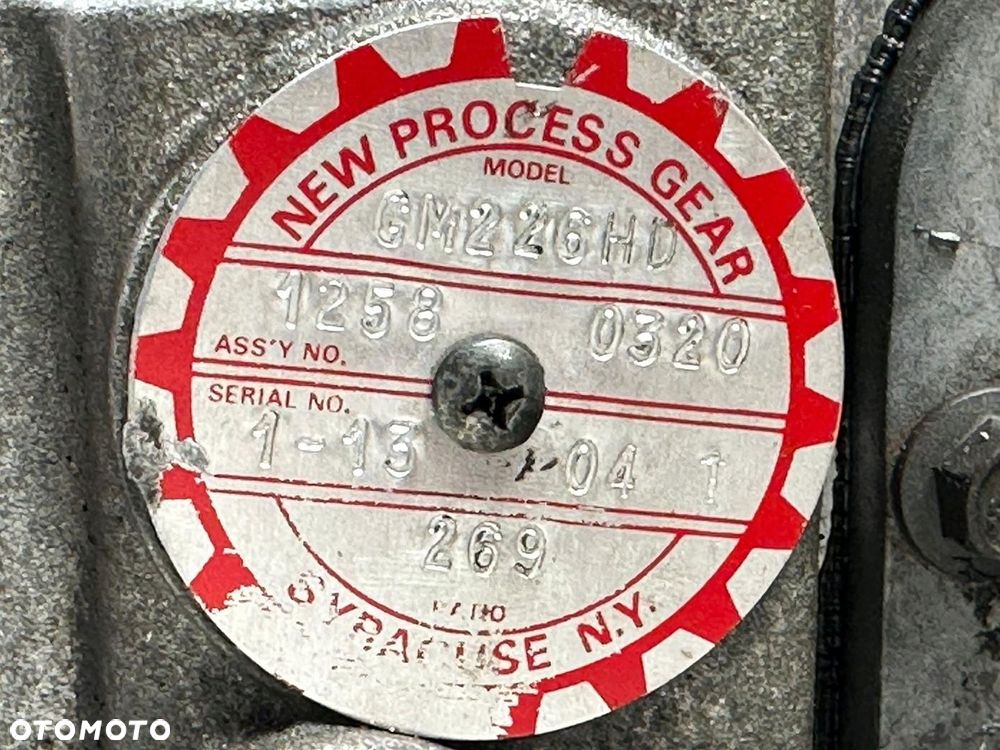 NEW PROCESS GEAR
MODEL
GM226HD
1258 0320
ASS'Y NO.
SERIAL NO.
1-13 04 1
269
RATIO
SYRACUSE N.Y.
OTOMOTO